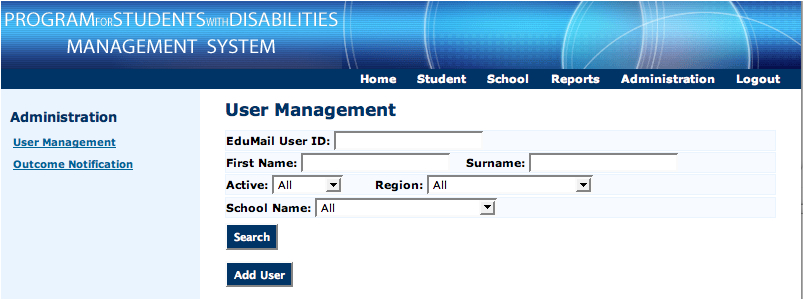 PROGRAMFORSTUDENTSWITHDISABILITIES
MANAGEMENT SYSTEM
Home Student School Reports Administration Logout
Administration
User Management
Outcome Notification
User Management
EduMail User ID:
First Name: Surname:
Active: All Region: All
School Name: All
Search
Add User